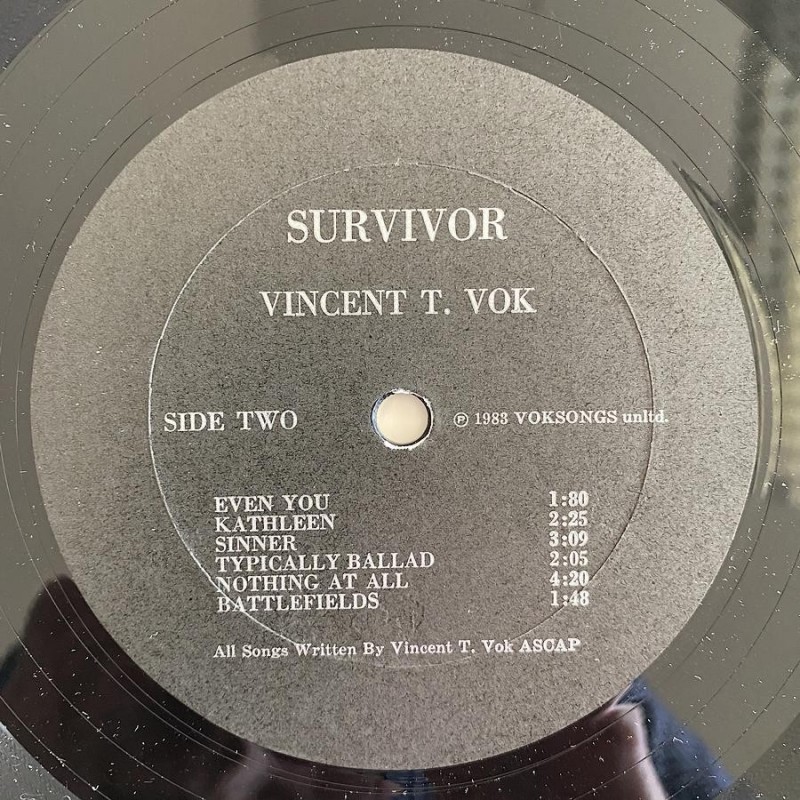 SURVIVOR
VINCENT T. VOK
SIDE TWO ℗ 1983 VOKSONGS unltd.
EVEN YOU 1:80
KATHLEEN 2:25
SINNER 3:09
TYPICALLY BALLAD 2:05
NOTHING AT ALL 4:20
BATTLEFIELDS 1:48
All Songs Written By Vincent T. Vok ASCAP